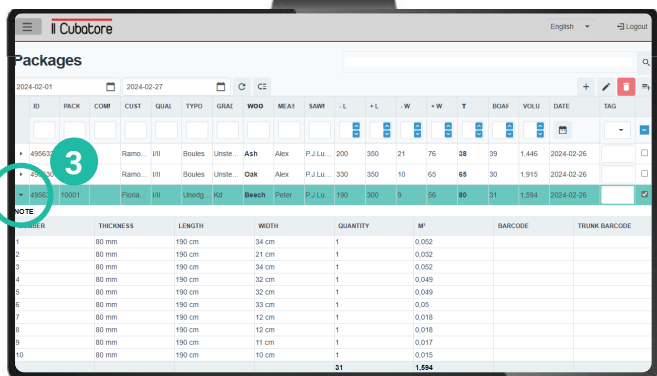 Il Cubatore
English
Logout
Packages
2024-02-01
2024-02-27
ID PACK COMM CUST QUAL TYPO GRAD WOO MEAS SAWM - L + L - W + W T BOAR VOLU DATE TAG
Ramo... I/II Boules Unste... Ash Alex P.J.Lu... 200 350 21 76 38 39 1,446 2024-02-26
3
Ramo... I/II Boules Unste... Oak Alex P.J.Lu... 330 350 10 65 65 30 1,915 2024-02-26
10001 Floria... I/II Unedg... Kd Beech Peter P.J.Lu... 190 300 9 56 80 31 1,594 2024-02-26
NOTE:
NUMBER THICKNESS LENGTH WIDTH QUANTITY M³ BARCODE TRUNK BARCODE
1 80 mm 190 cm 34 cm 1 0,052
2 80 mm 190 cm 21 cm 1 0,032
3 80 mm 190 cm 34 cm 1 0,052
4 80 mm 190 cm 32 cm 1 0,049
5 80 mm 190 cm 32 cm 1 0,049
6 80 mm 190 cm 33 cm 1 0,05
7 80 mm 190 cm 12 cm 1 0,018
8 80 mm 190 cm 12 cm 1 0,018
9 80 mm 190 cm 11 cm 1 0,017
10 80 mm 190 cm 10 cm 1 0,015
31 1,594